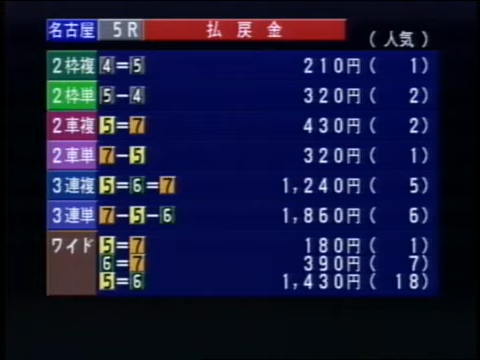 名古屋 5R 払戻金 (人気)
2枠複 4=5 210円( 1)
2枠単 5-4 320円( 2)
2車複 5=7 430円( 2)
2車単 7-5 320円( 1)
3連複 5=6=7 1,240円( 5)
3連単 7-5-6 1,860円( 6)
ワイド 5=7 180円( 1)
6=7 390円( 7)
5=6 1,430円( 18)